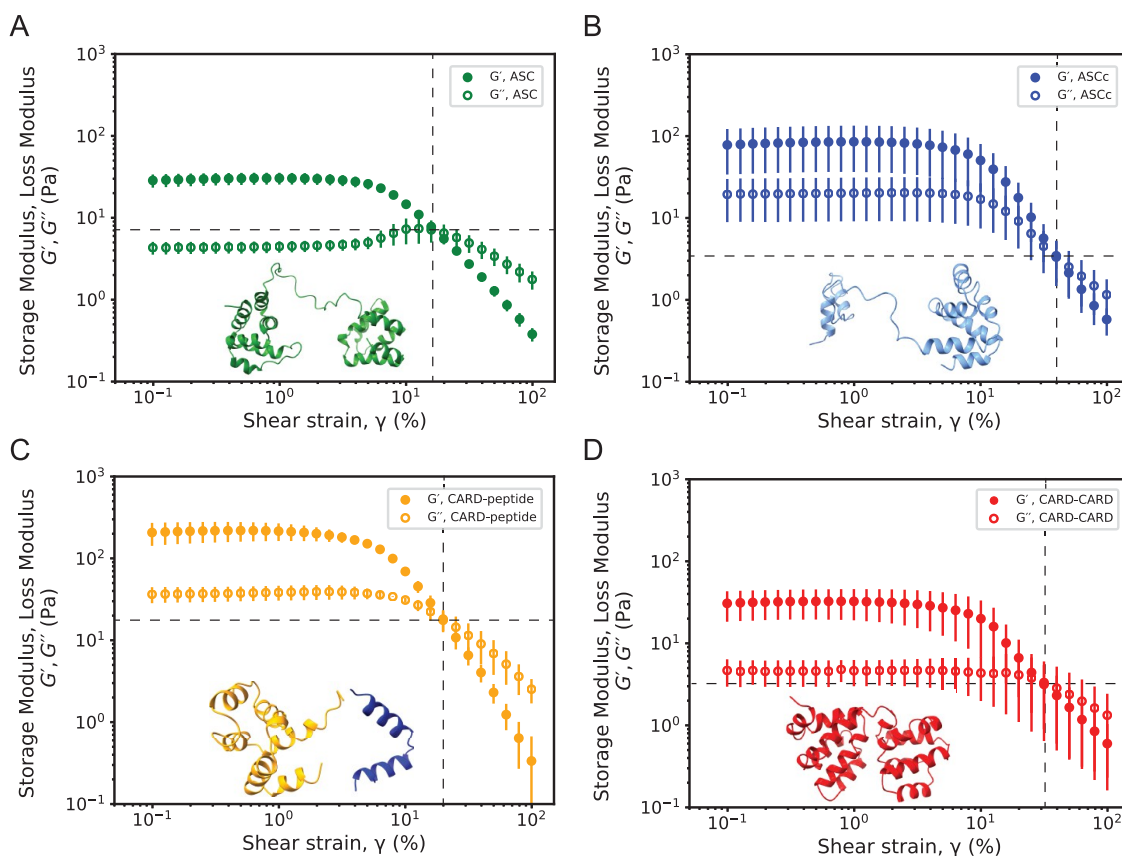 A
Storage Modulus, Loss Modulus
G′, G′′ (Pa)
10³
10²
10¹
10⁰
10⁻¹
G′, ASC
G′′, ASC
10⁻¹ 10⁰ 10¹ 10²
Shear strain, γ (%)
B
Storage Modulus, Loss Modulus
G′, G′′ (Pa)
10³
10²
10¹
10⁰
10⁻¹
G′, ASCc
G′′, ASCc
10⁻¹ 10⁰ 10¹ 10²
Shear strain, γ (%)
C
Storage Modulus, Loss Modulus
G′, G′′ (Pa)
10³
10²
10¹
10⁰
10⁻¹
G′, CARD-peptide
G′′, CARD-peptide
10⁻¹ 10⁰ 10¹ 10²
Shear strain, γ (%)
D
Storage Modulus, Loss Modulus
G′, G′′ (Pa)
10³
10²
10¹
10⁰
10⁻¹
G′, CARD-CARD
G′′, CARD-CARD
10⁻¹ 10⁰ 10¹ 10²
Shear strain, γ (%)